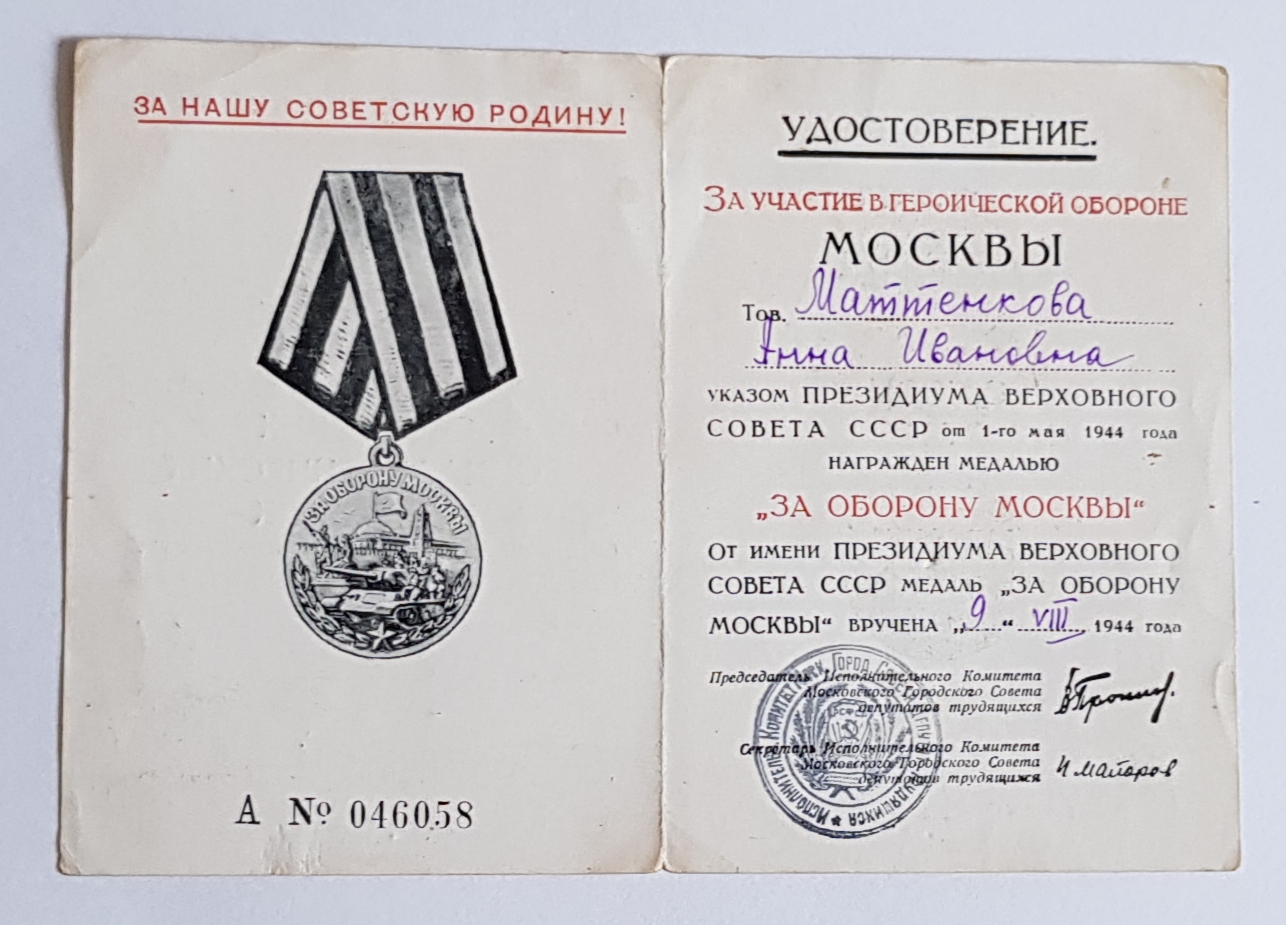 ЗА НАШУ СОВЕТСКУЮ РОДИНУ!
ЗА ОБОРОНУ МОСКВЫ
А № 046058
УДОСТОВЕРЕНИЕ.
ЗА УЧАСТИЕ В ГЕРОИЧЕСКОЙ ОБОРОНЕ
МОСКВЫ
Тов. Маттенкова
Анна Ивановна
УКАЗОМ ПРЕЗИДИУМА ВЕРХОВНОГО
СОВЕТА СССР от 1-го мая 1944 года
НАГРАЖДЕН МЕДАЛЬЮ
„ЗА ОБОРОНУ МОСКВЫ“
ОТ ИМЕНИ ПРЕЗИДИУМА ВЕРХОВНОГО
СОВЕТА СССР МЕДАЛЬ „ЗА ОБОРОНУ
МОСКВЫ“ ВРУЧЕНА „9“ VIII 1944 года
Председатель Исполнительного Комитета
Московского Городского Совета
депутатов трудящихся
В Пронин.
Секретарь Исполнительного Комитета
Московского Городского Совета
депутатов трудящихся
Майоров